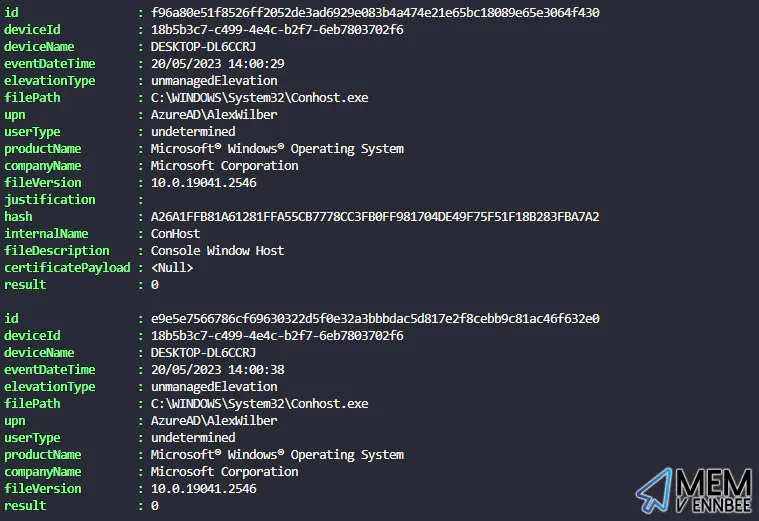 id : f96a80e51f8526ff2052de3ad6929e083b4a474e21e65bc18089e65e3064f430
deviceId : 18b5b3c7-c499-4e4c-b2f7-6eb7803702f6
deviceName : DESKTOP-DL6CCRJ
eventDateTime : 20/05/2023 14:00:29
elevationType : unmanagedElevation
filePath : C:\WINDOWS\System32\Conhost.exe
upn : AzureAD\AlexWilber
userType : undetermined
productName : Microsoft® Windows® Operating System
companyName : Microsoft Corporation
fileVersion : 10.0.19041.2546
justification :
hash : A26A1FFB81A61281FFA55CB7778CC3FB0FF981704DE49F75F51F18B283FBA7A2
internalName : ConHost
fileDescription : Console Window Host
certificatePayload : <Null>
result : 0
id : e9e5e7566786cf69630322d5f0e32a3bbbdac5d817e2f8cebb9c81ac46f632e0
deviceId : 18b5b3c7-c499-4e4c-b2f7-6eb7803702f6
deviceName : DESKTOP-DL6CCRJ
eventDateTime : 20/05/2023 14:00:38
elevationType : unmanagedElevation
filePath : C:\WINDOWS\System32\Conhost.exe
upn : AzureAD\AlexWilber
userType : undetermined
productName : Microsoft® Windows® Operating System
companyName : Microsoft Corporation
fileVersion : 10.0.19041.2546
result : 0
MEM
VENNBEE